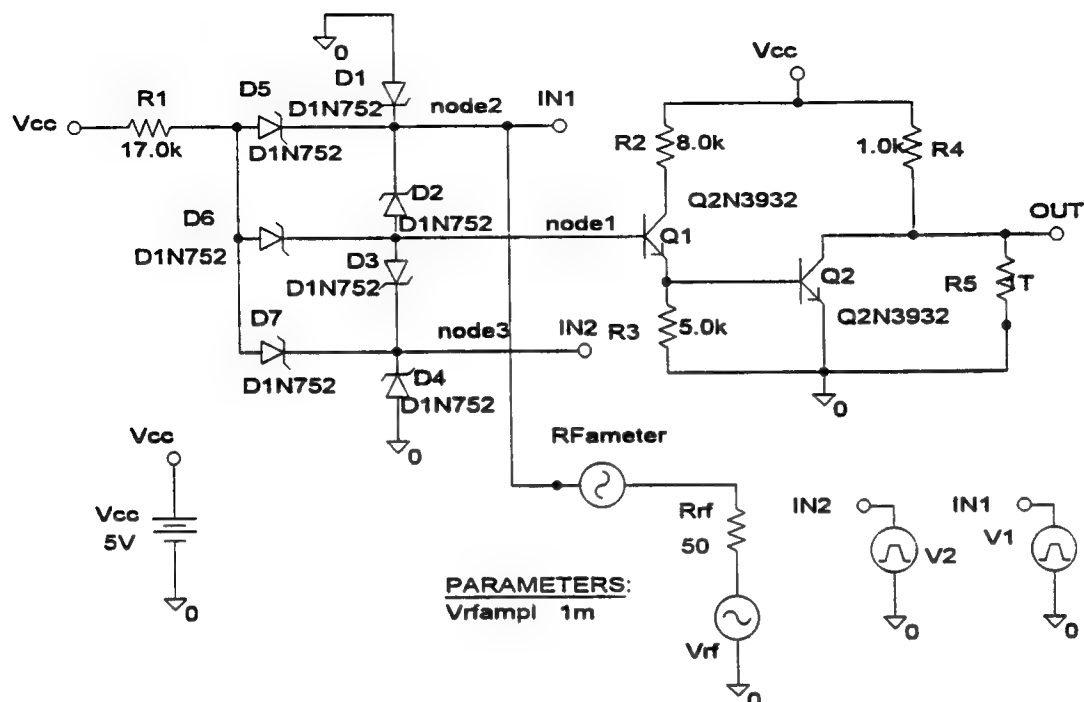 0
Vcc
D1
D5
R1
D1N752
node2
IN1
Vcc
17.0k
D1N752
R2
8.0k
1.0k
R4
D2
Q2N3932
D6
D1N752
node1
OUT
D1N752
Q1
D3
D1N752
Q2
R5
1T
D7
node3
IN2
R3
5.0k
Q2N3932
D1N752
D4
D1N752
0
0
Vcc
RFameter
Vcc
5V
Rrf
50
IN2
IN1
V2
V1
PARAMETERS:
Vrfampl 1m
0
Vrf
0
0
0